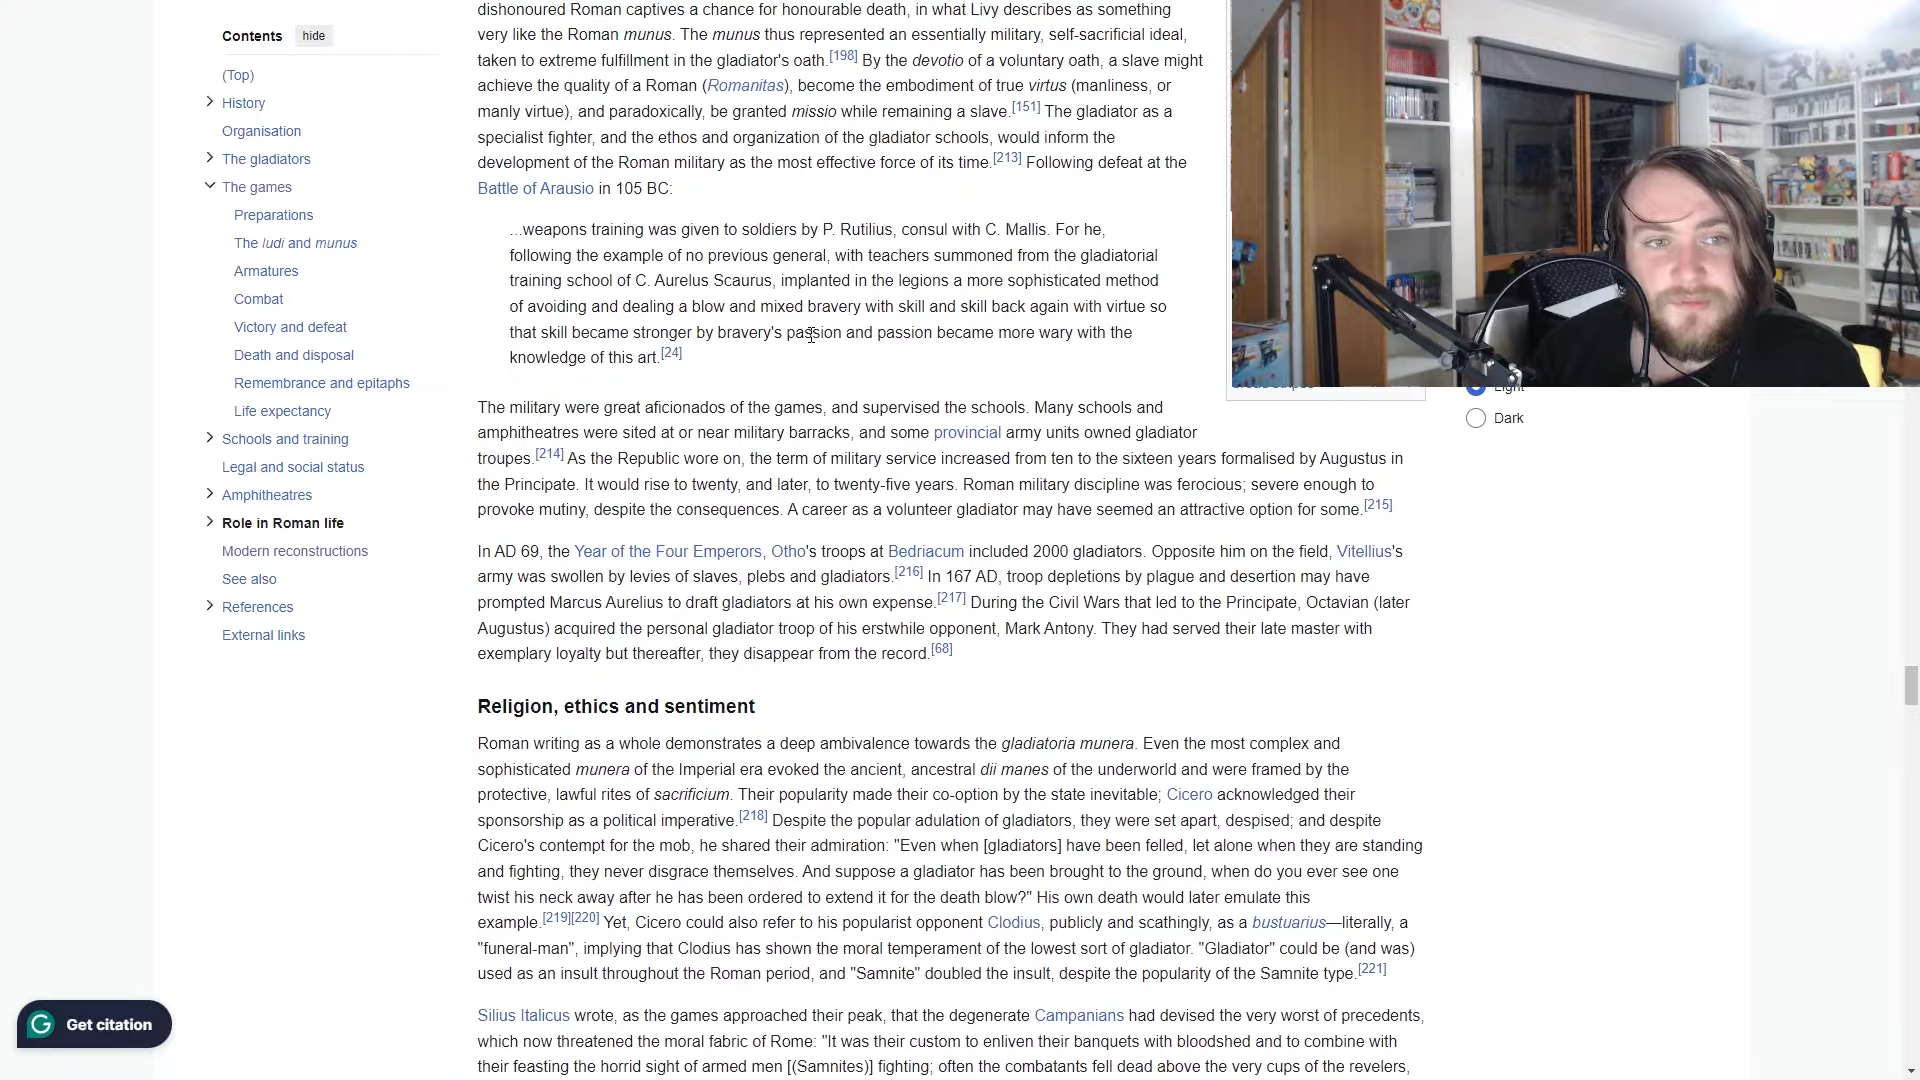 Contents hide
(Top)
History
Organisation
The gladiators
The games
Preparations
The ludi and munus
Armatures
Combat
Victory and defeat
Death and disposal
Remembrance and epitaphs
Life expectancy
Schools and training
Legal and social status
Amphitheatres
Role in Roman life
Modern reconstructions
See also
References
External links
dishonoured Roman captives a chance for honourable death, in what Livy describes as something
very like the Roman munus. The munus thus represented an essentially military, self-sacrificial ideal,
taken to extreme fulfillment in the gladiator's oath.[198] By the devotio of a voluntary oath, a slave might
achieve the quality of a Roman (Romanitas), become the embodiment of true virtus (manliness, or
manly virtue), and paradoxically, be granted missio while remaining a slave.[151] The gladiator as a
specialist fighter, and the ethos and organization of the gladiator schools, would inform the
development of the Roman military as the most effective force of its time.[213] Following defeat at the
Battle of Arausio in 105 BC:
...weapons training was given to soldiers by P. Rutilius, consul with C. Mallis. For he,
following the example of no previous general, with teachers summoned from the gladiatorial
training school of C. Aurelus Scaurus, implanted in the legions a more sophisticated method
of avoiding and dealing a blow and mixed bravery with skill and skill back again with virtue so
that skill became stronger by bravery's passion and passion became more wary with the
knowledge of this art.[24]
The military were great aficionados of the games, and supervised the schools. Many schools and
amphitheatres were sited at or near military barracks, and some provincial army units owned gladiator
troupes.[214] As the Republic wore on, the term of military service increased from ten to the sixteen years formalised by Augustus in
the Principate. It would rise to twenty, and later, to twenty-five years. Roman military discipline was ferocious; severe enough to
provoke mutiny, despite the consequences. A career as a volunteer gladiator may have seemed an attractive option for some.[215]
In AD 69, the Year of the Four Emperors, Otho's troops at Bedriacum included 2000 gladiators. Opposite him on the field, Vitellius's
army was swollen by levies of slaves, plebs and gladiators.[216] In 167 AD, troop depletions by plague and desertion may have
prompted Marcus Aurelius to draft gladiators at his own expense.[217] During the Civil Wars that led to the Principate, Octavian (later
Augustus) acquired the personal gladiator troop of his erstwhile opponent, Mark Antony. They had served their late master with
exemplary loyalty but thereafter, they disappear from the record.[68]
Religion, ethics and sentiment
Roman writing as a whole demonstrates a deep ambivalence towards the gladiatoria munera. Even the most complex and
sophisticated munera of the Imperial era evoked the ancient, ancestral dii manes of the underworld and were framed by the
protective, lawful rites of sacrificium. Their popularity made their co-option by the state inevitable; Cicero acknowledged their
sponsorship as a political imperative.[218] Despite the popular adulation of gladiators, they were set apart, despised; and despite
Cicero's contempt for the mob, he shared their admiration: "Even when [gladiators] have been felled, let alone when they are standing
and fighting, they never disgrace themselves. And suppose a gladiator has been brought to the ground, when do you ever see one
twist his neck away after he has been ordered to extend it for the death blow?" His own death would later emulate this
example.[219][220] Yet, Cicero could also refer to his popularist opponent Clodius, publicly and scathingly, as a bustuarius—literally, a
"funeral-man", implying that Clodius has shown the moral temperament of the lowest sort of gladiator. "Gladiator" could be (and was)
used as an insult throughout the Roman period, and "Samnite" doubled the insult, despite the popularity of the Samnite type.[221]
Silius Italicus wrote, as the games approached their peak, that the degenerate Campanians had devised the very worst of precedents,
which now threatened the moral fabric of Rome: "It was their custom to enliven their banquets with bloodshed and to combine with
their feasting the horrid sight of armed men [(Samnites)] fighting; often the combatants fell dead above the very cups of the revelers,
Light
Dark
Get citation